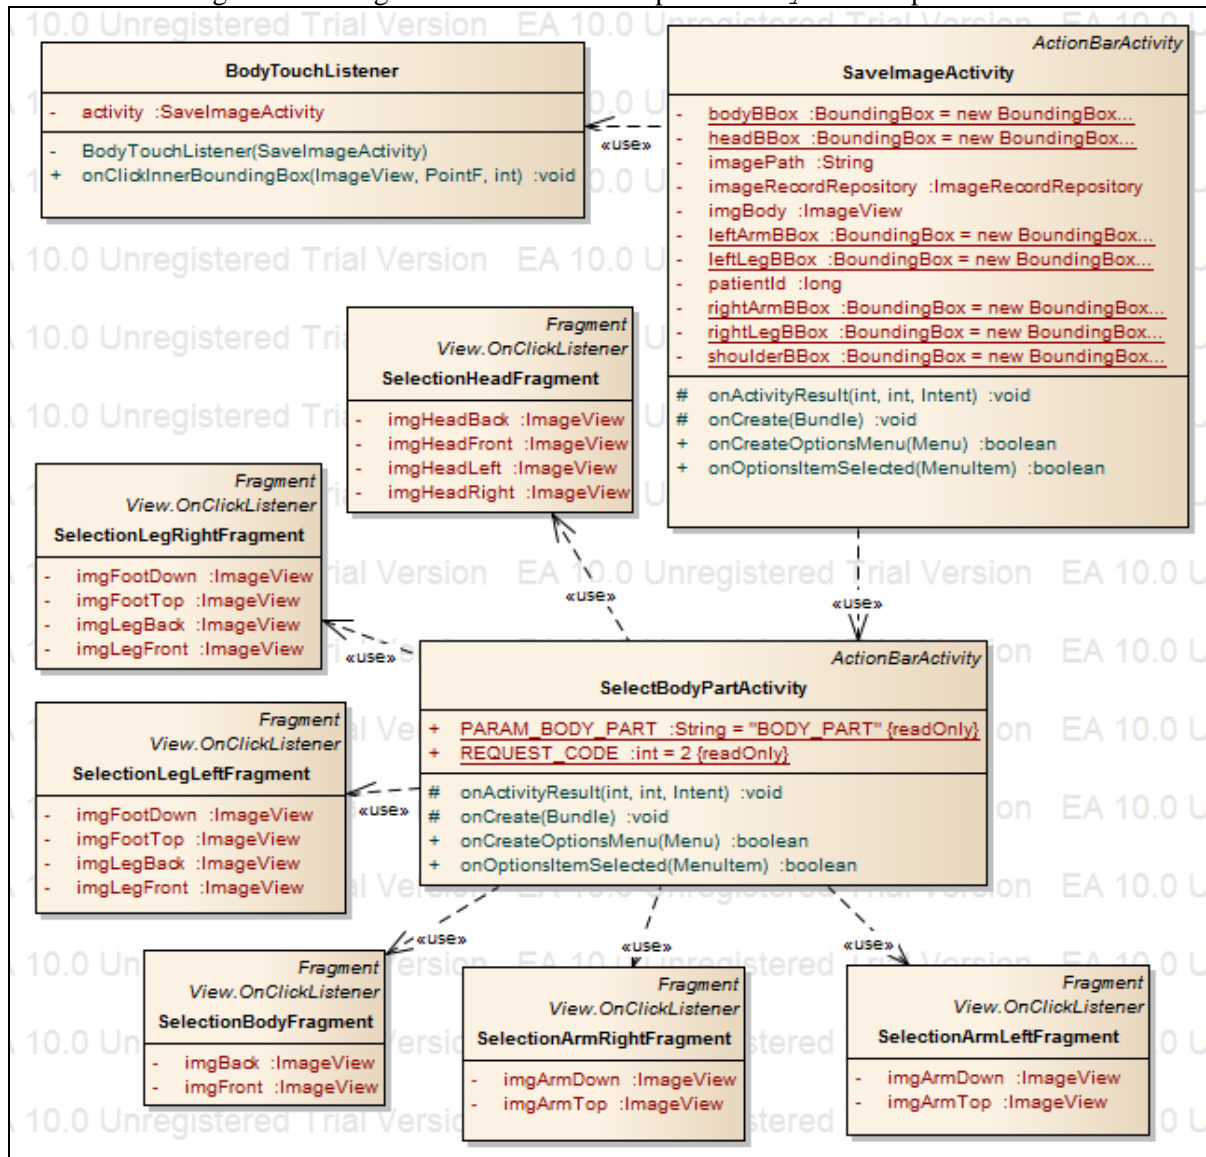 BodyTouchListener
- activity :SaveImageActivity
- BodyTouchListener(SaveImageActivity)
+ onClickInnerBoundingBox(ImageView, PointF, int) :void
«use»
ActionBarActivity
SaveImageActivity
- bodyBBox :BoundingBox = new BoundingBox...
- headBBox :BoundingBox = new BoundingBox...
- imagePath :String
- imageRecordRepository :ImageRecordRepository
- imgBody :ImageView
- leftArmBBox :BoundingBox = new BoundingBox...
- leftLegBBox :BoundingBox = new BoundingBox...
- patientId :long
- rightArmBBox :BoundingBox = new BoundingBox...
- rightLegBBox :BoundingBox = new BoundingBox...
- shoulderBBox :BoundingBox = new BoundingBox...
# onActivityResult(int, int, Intent) :void
# onCreate(Bundle) :void
+ onCreateOptionsMenu(Menu) :boolean
+ onOptionsItemSelected(MenuItem) :boolean
Fragment
View.OnClickListener
SelectionHeadFragment
- imgHeadBack :ImageView
- imgHeadFront :ImageView
- imgHeadLeft :ImageView
- imgHeadRight :ImageView
Fragment
View.OnClickListener
SelectionLegRightFragment
- imgFootDown :ImageView
- imgFootTop :ImageView
- imgLegBack :ImageView
- imgLegFront :ImageView
«use»
«use»
«use»
ActionBarActivity
SelectBodyPartActivity
+ PARAM_BODY_PART :String = "BODY_PART" {readOnly}
+ REQUEST_CODE :int = 2 {readOnly}
# onActivityResult(int, int, Intent) :void
# onCreate(Bundle) :void
+ onCreateOptionsMenu(Menu) :boolean
+ onOptionsItemSelected(MenuItem) :boolean
Fragment
View.OnClickListener
SelectionLegLeftFragment
- imgFootDown :ImageView
- imgFootTop :ImageView
- imgLegBack :ImageView
- imgLegFront :ImageView
«use»
«use»
«use»
«use»
Fragment
View.OnClickListener
SelectionBodyFragment
- imgBack :ImageView
- imgFront :ImageView
Fragment
View.OnClickListener
SelectionArmRightFragment
- imgArmDown :ImageView
- imgArmTop :ImageView
Fragment
View.OnClickListener
SelectionArmLeftFragment
- imgArmDown :ImageView
- imgArmTop :ImageView
10.0 Unregistered Trial Version EA 10.0 Unregistered Trial Version EA 10.0